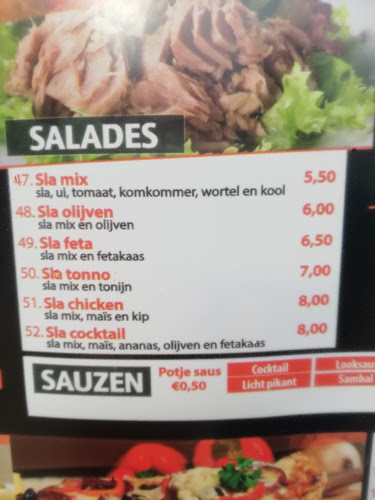 SALADES
47. Sla mix 5,50
sla, ui, tomaat, komkommer, wortel en kool
48. Sla olijven 6,00
sla mix en olijven
49. Sla feta 6,50
sla mix en fetakaas
50. Sla tonno 7,00
sla mix en tonijn
51. Sla chicken 8,00
sla mix, maïs en kip
52. Sla cocktail 8,00
sla mix, maïs, ananas, olijven en fetakaas
SAUZEN
Potje saus
€0,50
Cocktail
Licht pikant
Looksau
Sambal